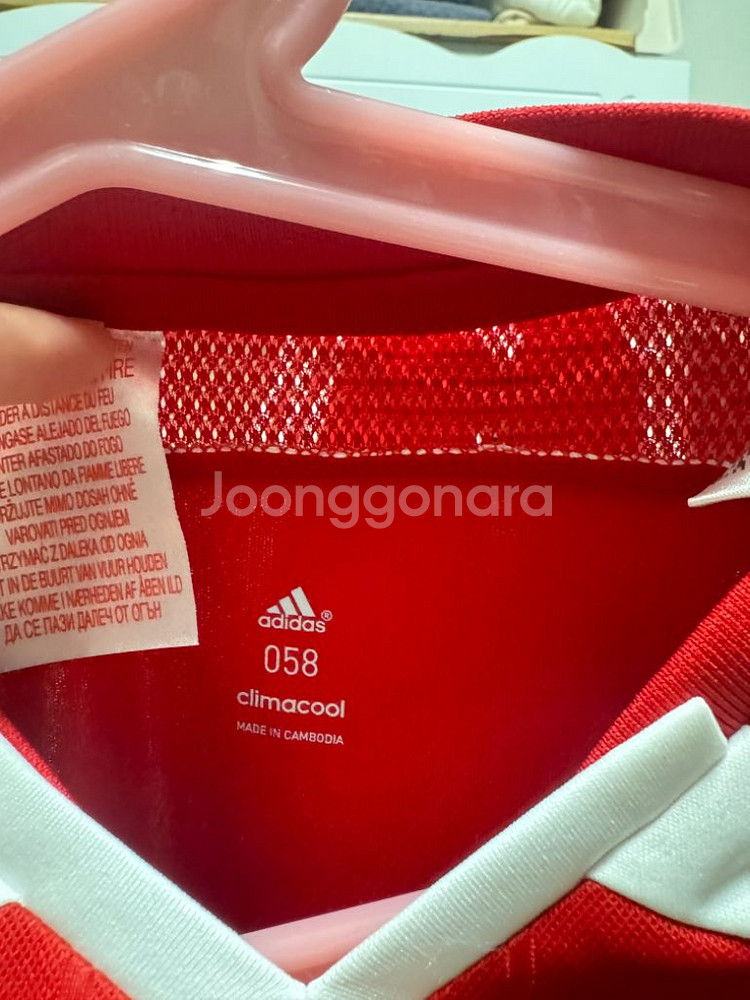 FIRE
DER A DISTANCE DU FEU
NGASE ALEJADO DEL FUEGO
NTER AFASTADO DO FOGO
E LONTANO DA FIAMME LIBERE
RŽUJTE MIMO DOSAH OHNĚ
VAROVATI PRED OGNJEM
TRZYMAĆ Z DALEKA OD OGNIA
T IN DE BUURT VAN VUUR HOUDEN
KKE KOMME I NÆRHEDEN AF ÅBEN ILD
ДА СЕ ПАЗИ ДАЛЕЧ ОТ ОГЪН
Joonggonara
adidas®
058
climacool
MADE IN CAMBODIA